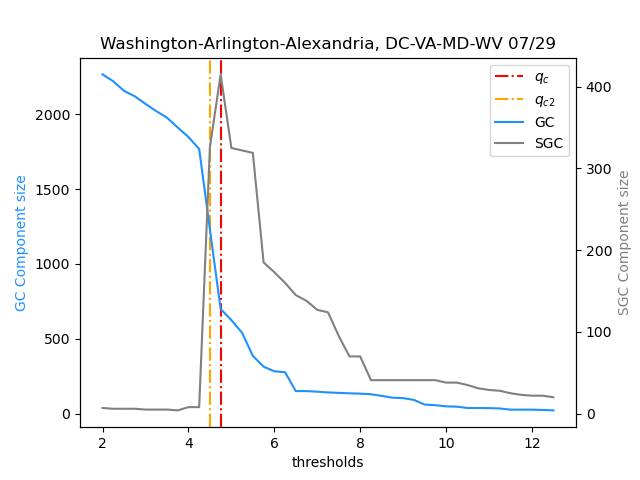 Washington-Arlington-Alexandria, DC-VA-MD-WV 07/29
q_c
q_c2
GC
SGC
GC Component size
2000
1500
1000
500
0
400
300
200
100
0
SGC Component size
2 4 6 8 10 12
thresholds